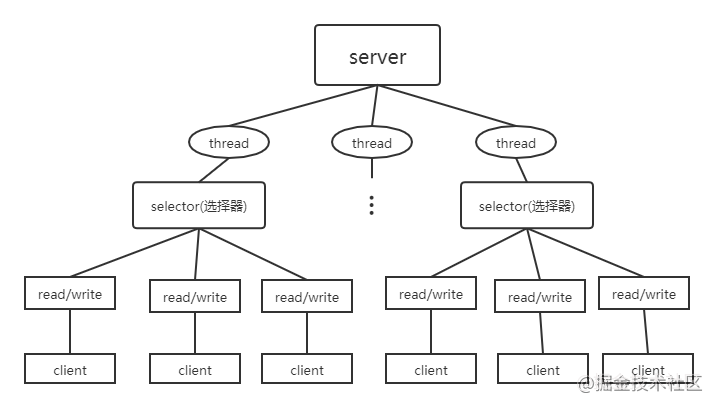 server
thread
thread
thread
selector(选择器)
selector(选择器)
read/write
read/write
read/write
read/write
read/write
read/write
client
client
client
client
client
client
@掘金技术社区